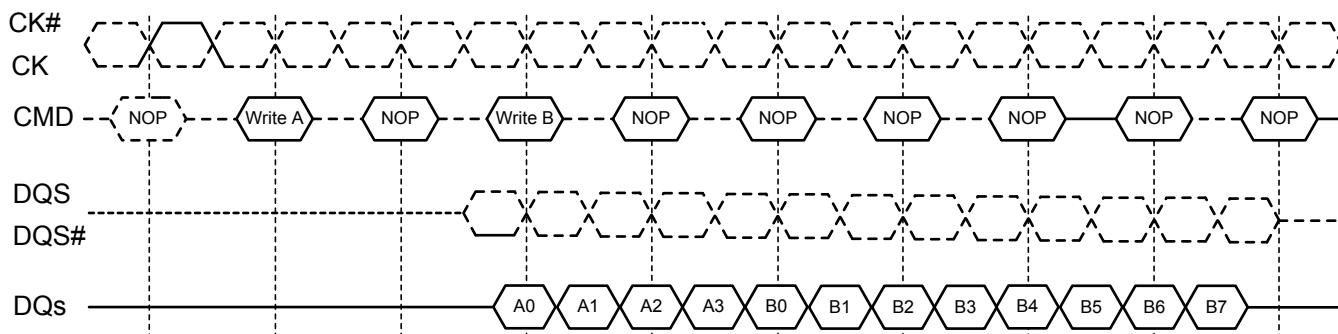 CK#
CK
CMD NOP Write A NOP Write B NOP NOP NOP NOP NOP NOP
DQS
DQS#
DQs A0 A1 A2 A3 B0 B1 B2 B3 B4 B5 B6 B7